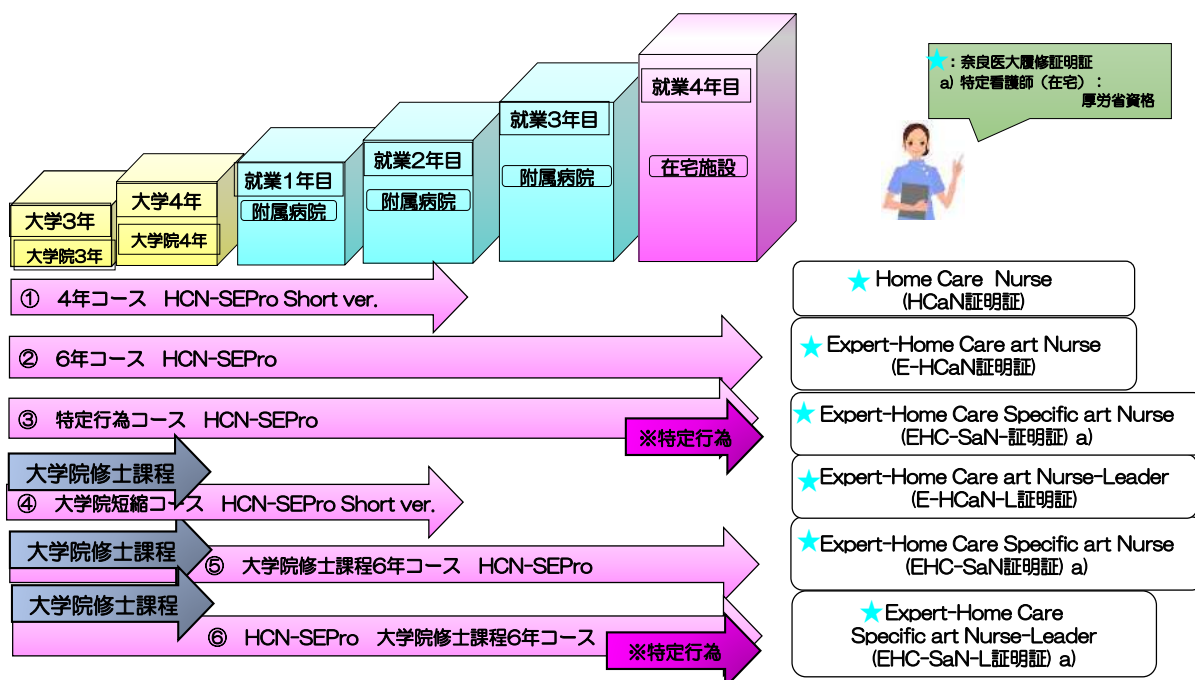 ★：奈良医大履修証明証
a) 特定看護師（在宅）：
厚労省資格
就業4年目
在宅施設
就業3年目
附属病院
就業2年目
附属病院
就業1年目
附属病院
大学4年
大学院4年
大学3年
大学院3年
① 4年コース HCN-SEPro Short ver.
★ Home Care Nurse
(HCaN証明証)
② 6年コース HCN-SEPro
★ Expert-Home Care art Nurse
(E-HCaN証明証)
③ 特定行為コース HCN-SEPro
※特定行為
★ Expert-Home Care Specific art Nurse
(EHC-SaN-証明証) a)
大学院修士課程
④ 大学院短縮コース HCN-SEPro Short ver.
★ Expert-Home Care art Nurse-Leader
(E-HCaN-L証明証)
大学院修士課程
⑤ 大学院修士課程6年コース HCN-SEPro
★ Expert-Home Care Specific art Nurse
(EHC-SaN証明証) a)
大学院修士課程
⑥ HCN-SEPro 大学院修士課程6年コース
※特定行為
★ Expert-Home Care
Specific art Nurse-Leader
(EHC-SaN-L証明証) a)